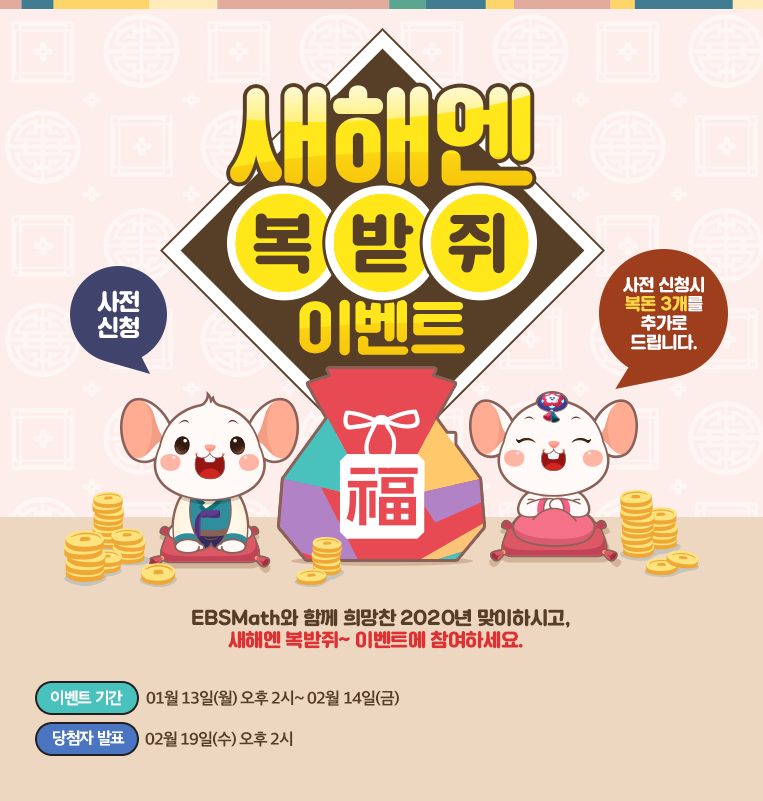 새해엔
복받쥐
이벤트
사전
신청
사전 신청시
복돈 3개를
추가로
드립니다.
福
EBSMath와 함께 희망찬 2020년 맞이하시고,
새해엔 복받쥐~ 이벤트에 참여하세요.
이벤트 기간 01월 13일(월) 오후 2시~ 02월 14일(금)
당첨자 발표 02월 19일(수) 오후 2시